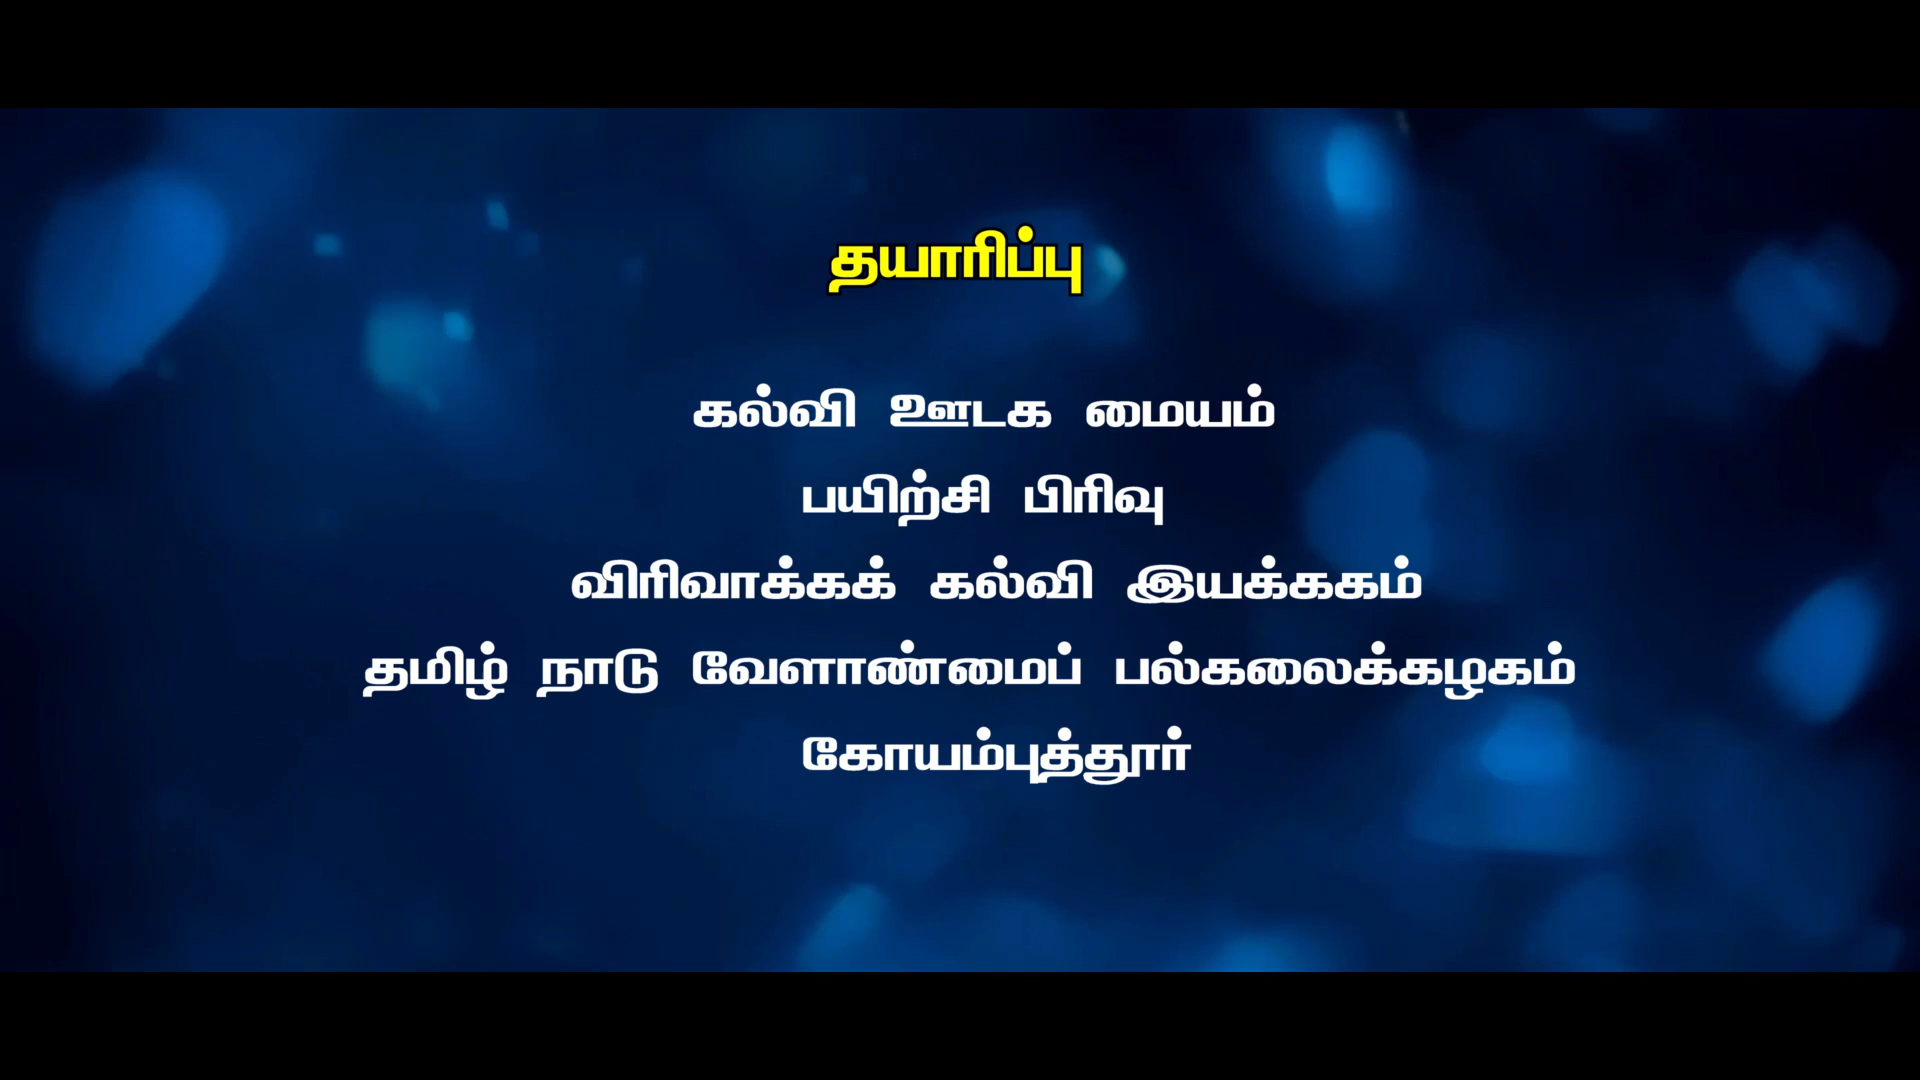 தயாரிப்பு
கல்வி ஊடக மையம்
பயிற்சி பிரிவு
விரிவாக்கக் கல்வி இயக்ககம்
தமிழ் நாடு வேளாண்மைப் பல்கலைக்கழகம்
கோயம்புத்தூர்